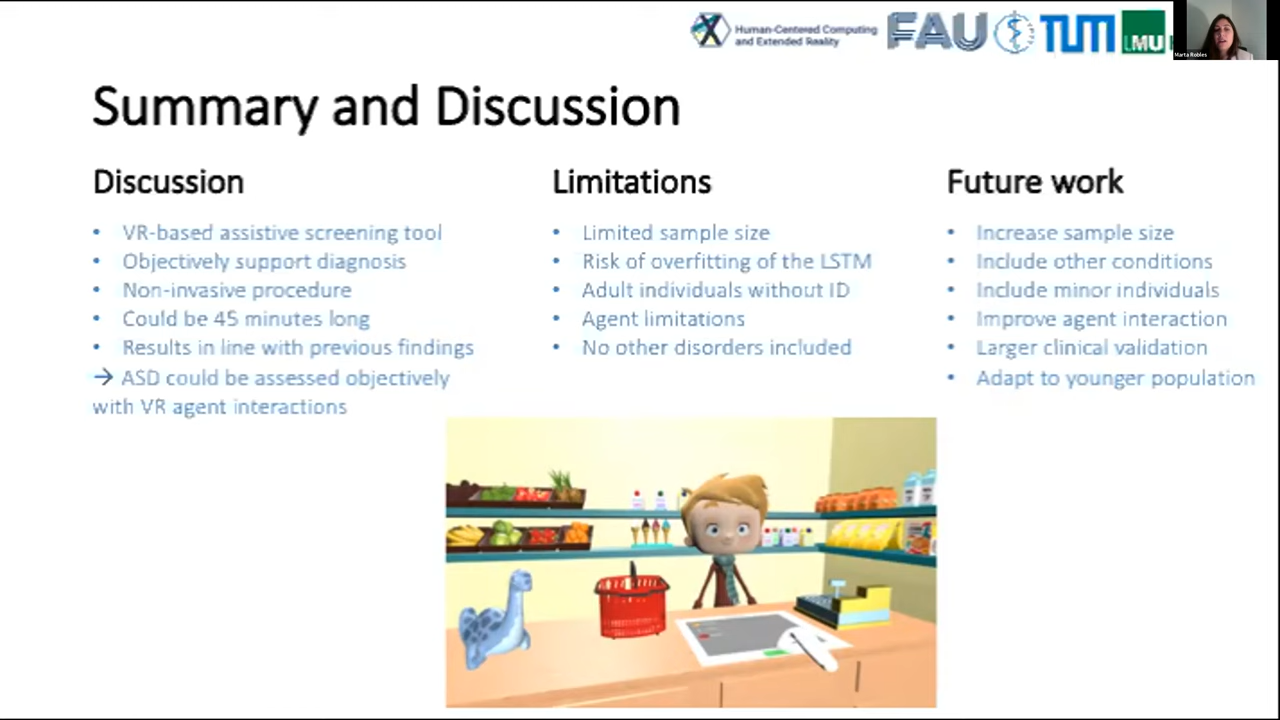 Human-Centered Computing
and Extended Reality
FAU
TUM
LMU
Marta Robles
Summary and Discussion
Discussion
• VR-based assistive screening tool
• Objectively support diagnosis
• Non-invasive procedure
• Could be 45 minutes long
• Results in line with previous findings
→ ASD could be assessed objectively
with VR agent interactions
Limitations
• Limited sample size
• Risk of overfitting of the LSTM
• Adult individuals without ID
• Agent limitations
• No other disorders included
Future work
• Increase sample size
• Include other conditions
• Include minor individuals
• Improve agent interaction
• Larger clinical validation
• Adapt to younger population